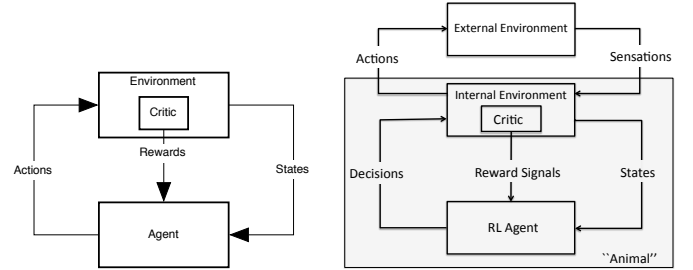 Environment
Critic
Rewards
Actions
States
Agent
External Environment
Actions
Sensations
Internal Environment
Critic
Decisions
Reward Signals
States
RL Agent
``Animal''